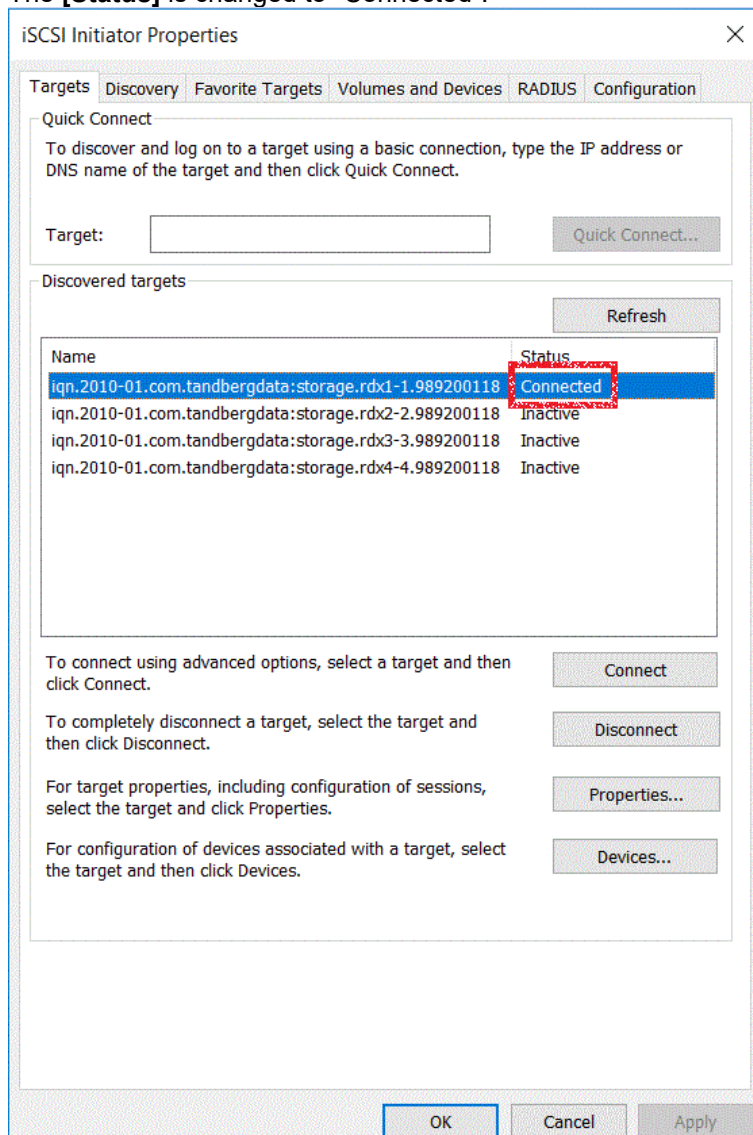 The [Status] is changed to "Connected".
iSCSI Initiator Properties
Targets Discovery Favorite Targets Volumes and Devices RADIUS Configuration
Quick Connect
To discover and log on to a target using a basic connection, type the IP address or
DNS name of the target and then click Quick Connect.
Target:
Quick Connect...
Discovered targets
Refresh
Name Status
iqn.2010-01.com.tandbergdata:storage.rdx1-1.989200118 Connected
iqn.2010-01.com.tandbergdata:storage.rdx2-2.989200118 Inactive
iqn.2010-01.com.tandbergdata:storage.rdx3-3.989200118 Inactive
iqn.2010-01.com.tandbergdata:storage.rdx4-4.989200118 Inactive
To connect using advanced options, select a target and then
click Connect.
Connect
To completely disconnect a target, select the target and
then click Disconnect.
Disconnect
For target properties, including configuration of sessions,
select the target and click Properties.
Properties...
For configuration of devices associated with a target, select
the target and then click Devices.
Devices...
OK Cancel Apply